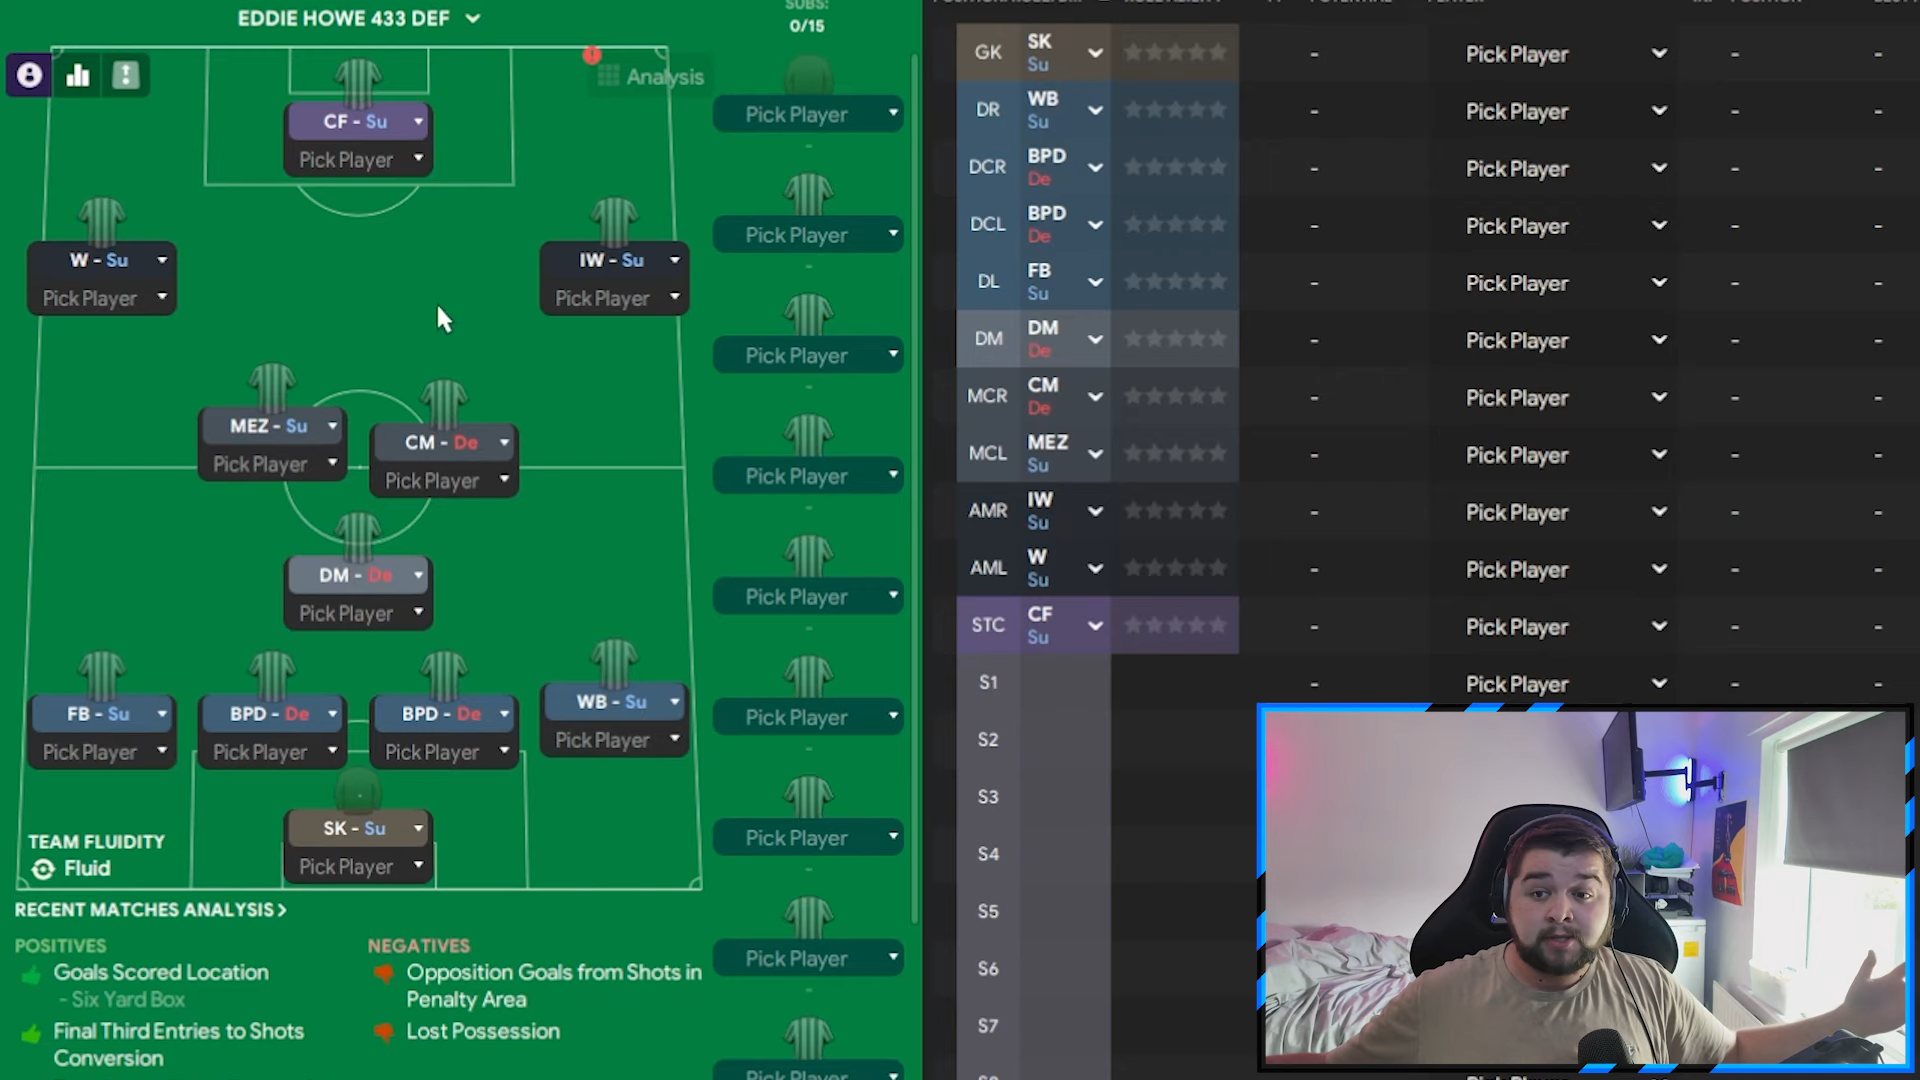 EDDIE HOWE 433 DEF
SUBS:
0/15
Analysis
CF - Su
Pick Player
W - Su
Pick Player
IW - Su
Pick Player
MEZ - Su
Pick Player
CM - De
Pick Player
DM - De
Pick Player
FB - Su
Pick Player
BPD - De
Pick Player
BPD - De
Pick Player
WB - Su
Pick Player
SK - Su
Pick Player
TEAM FLUIDITY
Fluid
Pick Player
-
Pick Player
-
Pick Player
-
Pick Player
-
Pick Player
-
Pick Player
-
Pick Player
-
Pick Player
-
Pick Player
RECENT MATCHES ANALYSIS >
POSITIVES
Goals Scored Location
- Six Yard Box
Final Third Entries to Shots
Conversion
NEGATIVES
Opposition Goals from Shots in
Penalty Area
Lost Possession
POTENTIAL
PLAYER
POSITION
GK SK Su - Pick Player - -
DR WB Su - Pick Player - -
DCR BPD De - Pick Player - -
DCL BPD De - Pick Player - -
DL FB Su - Pick Player - -
DM DM De - Pick Player - -
MCR CM De - Pick Player - -
MCL MEZ Su - Pick Player - -
AMR IW Su - Pick Player - -
AML W Su - Pick Player - -
STC CF Su - Pick Player - -
S1 - Pick Player - -
S2
S3
S4
S5
S6
S7